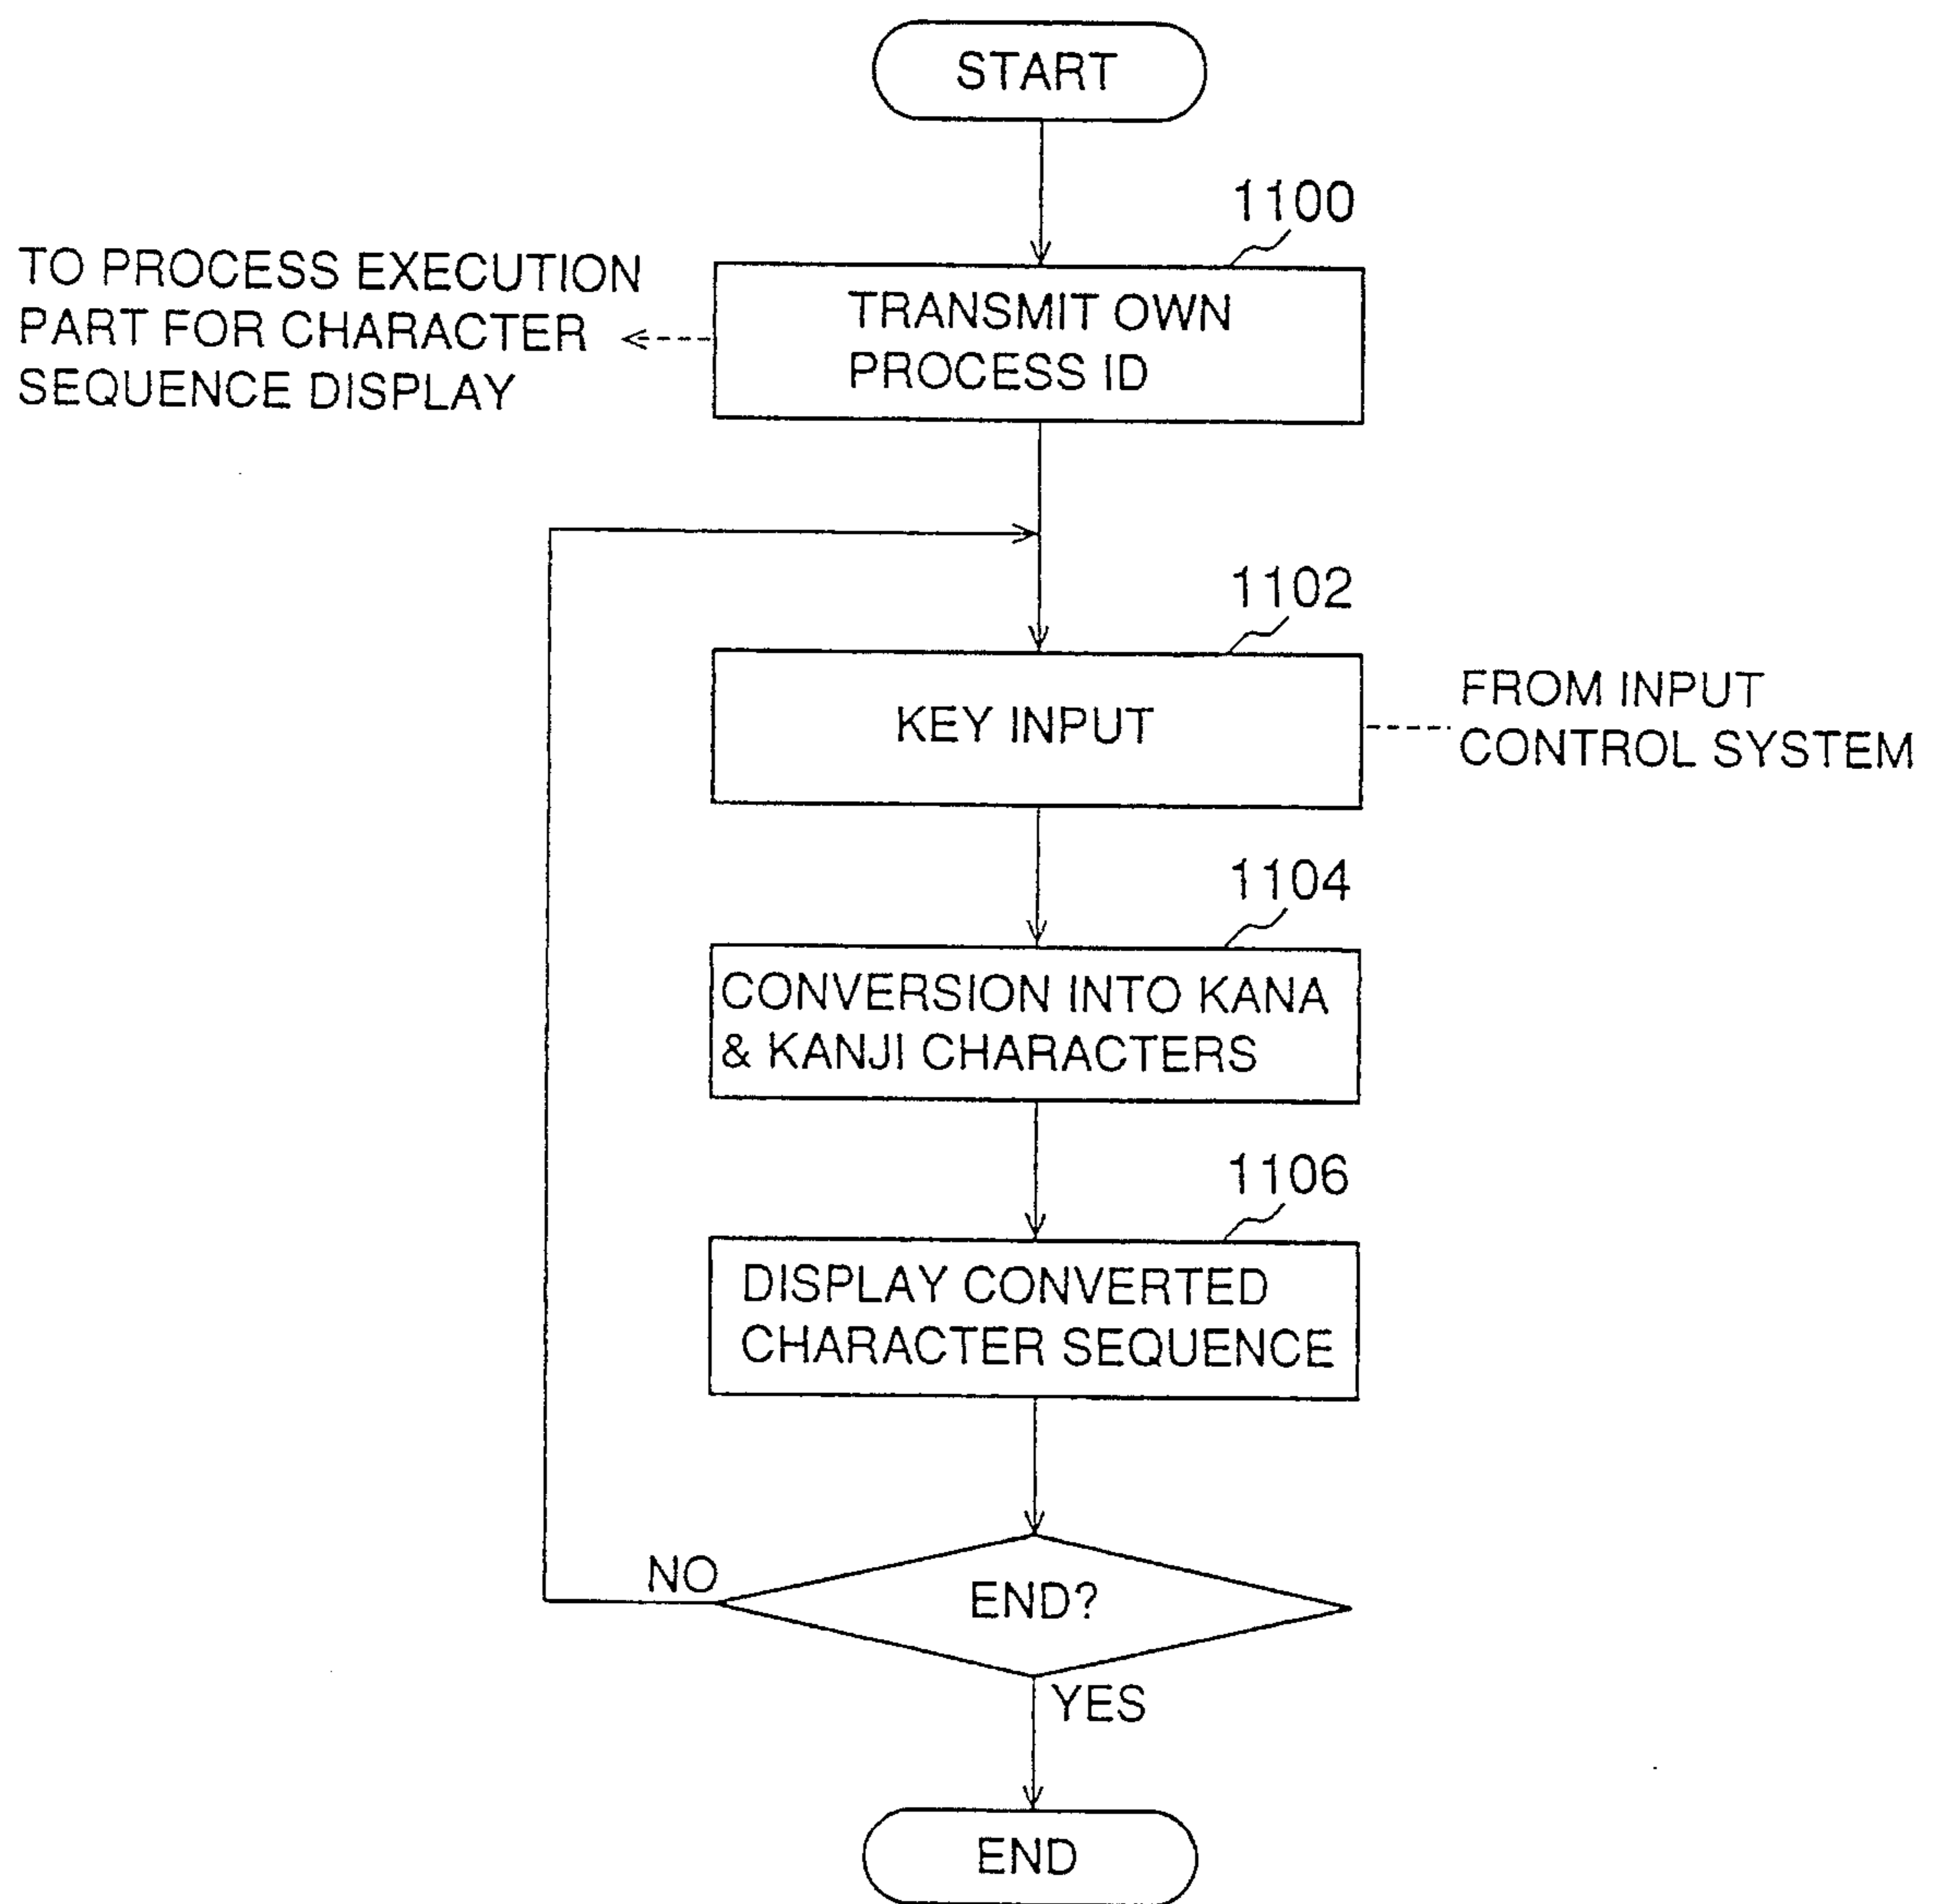 START
1100
TO PROCESS EXECUTION
PART FOR CHARACTER
SEQUENCE DISPLAY
TRANSMIT OWN
PROCESS ID
1102
KEY INPUT
FROM INPUT
CONTROL SYSTEM
1104
CONVERSION INTO KANA
& KANJI CHARACTERS
1106
DISPLAY CONVERTED
CHARACTER SEQUENCE
NO
END?
YES
END